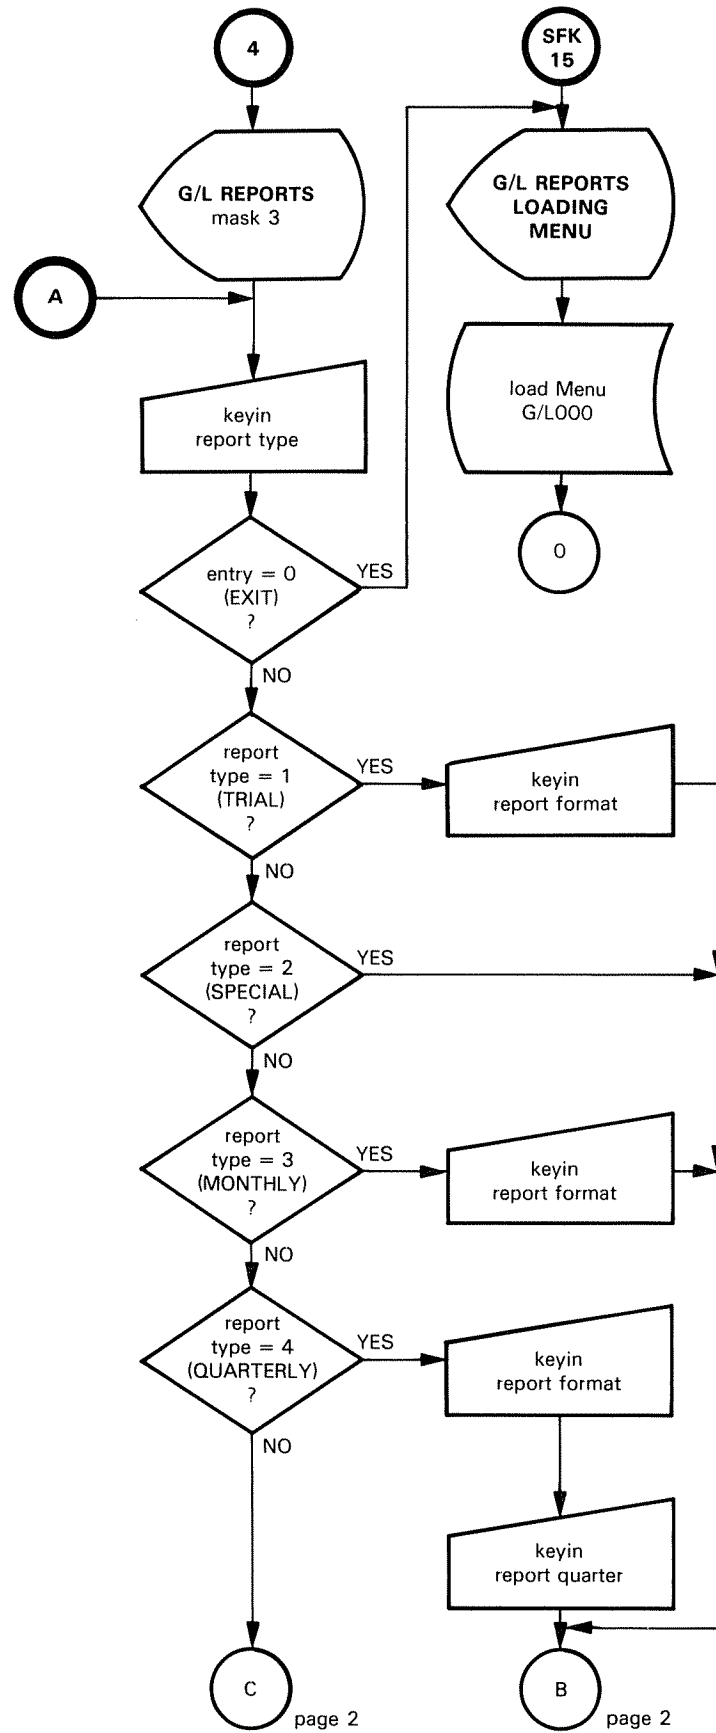 4
SFK
15
G/L REPORTS
mask 3
G/L REPORTS
LOADING
MENU
A
keyin
report type
load Menu
G/L000
entry = 0
(EXIT)
?
YES
0
NO
report
type = 1
(TRIAL)
?
YES
keyin
report format
NO
report
type = 2
(SPECIAL)
?
YES
NO
report
type = 3
(MONTHLY)
?
YES
keyin
report format
NO
report
type = 4
(QUARTERLY)
?
YES
keyin
report format
NO
keyin
report quarter
C
page 2
B
page 2